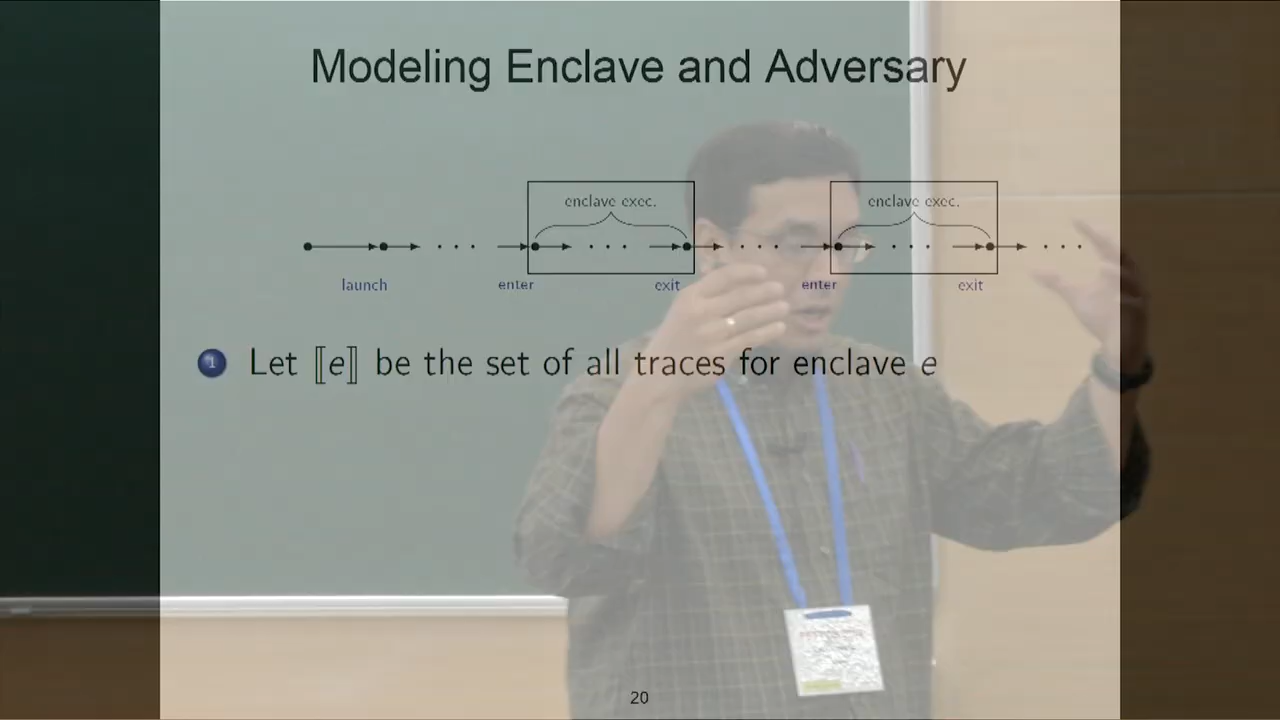 Modeling Enclave and Adversary
enclave exec.
enclave exec.
launch
enter
exit
enter
exit
1 Let ⟦e⟧ be the set of all traces for enclave e
20